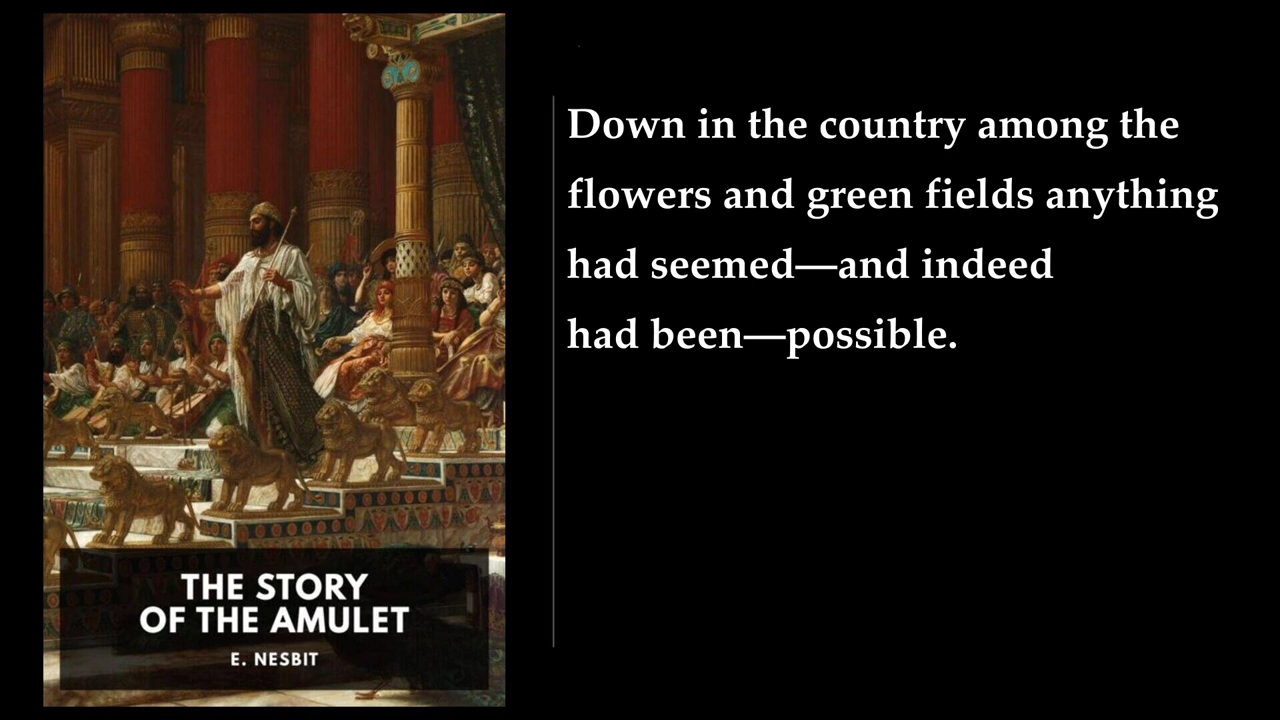 THE STORY
OF THE AMULET
E. NESBIT
Down in the country among the
flowers and green fields anything
had seemed—and indeed
had been—possible.